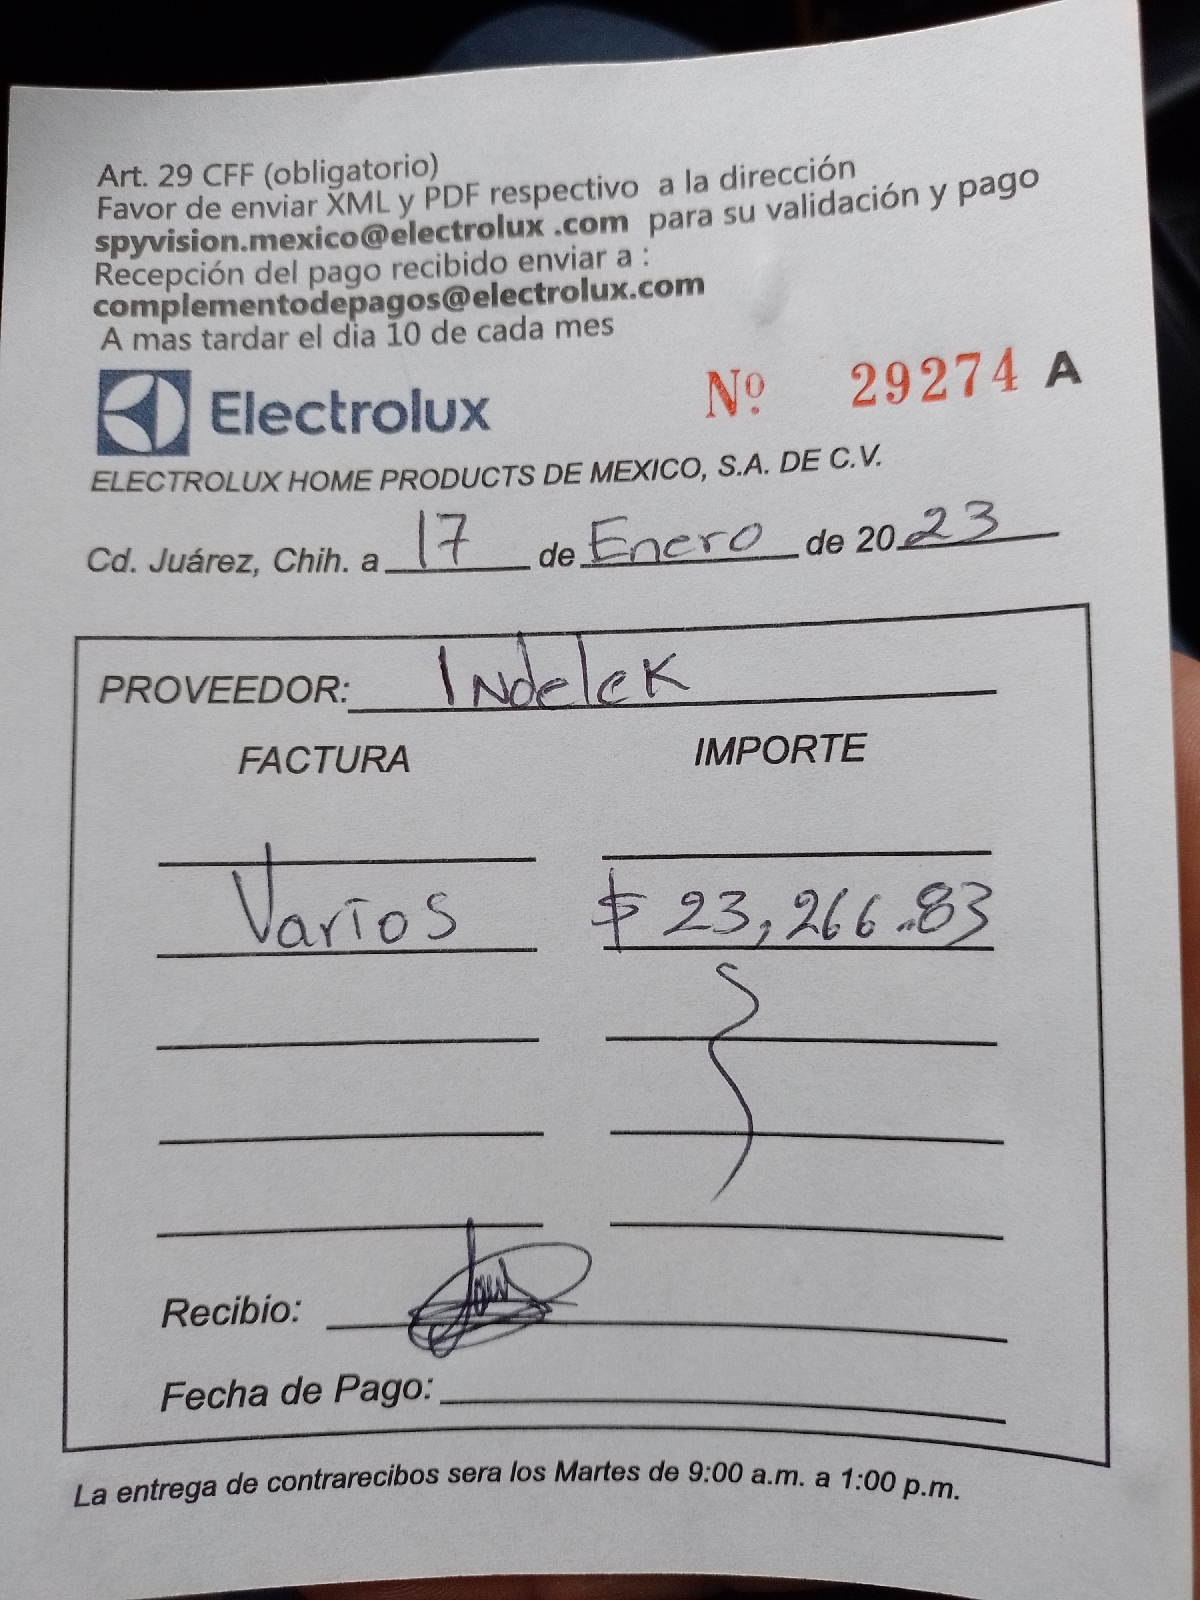 Art. 29 CFF (obligatorio)
Favor de enviar XML y PDF respectivo a la dirección
spyvision.mexico@electrolux .com para su validación y pago
Recepción del pago recibido enviar a :
complementodepagos@electrolux.com
A mas tardar el dia 10 de cada mes
Electrolux Nº 29274 A
ELECTROLUX HOME PRODUCTS DE MEXICO, S.A. DE C.V.
Cd. Juárez, Chih. a 17 de Enero de 2023
PROVEEDOR: Indelek
FACTURA IMPORTE
Varios $ 23,266.83
Recibio:
Fecha de Pago:
La entrega de contrarecibos sera los Martes de 9:00 a.m. a 1:00 p.m.